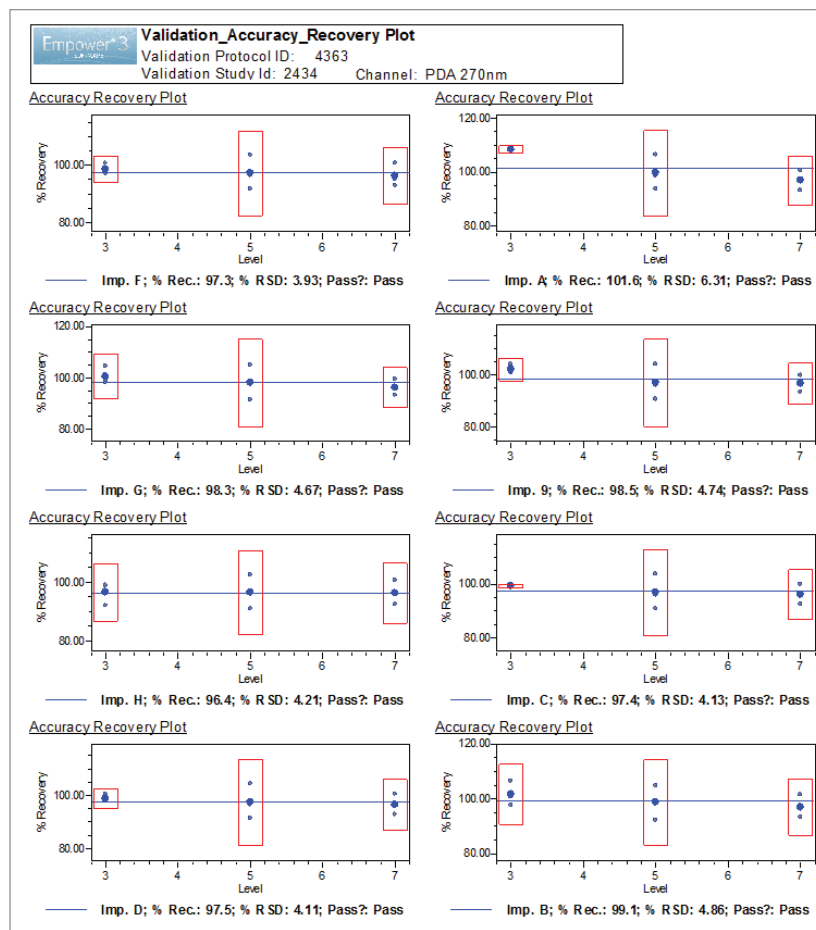 Empower® 3
SOFTWARE
Validation_Accuracy_Recovery Plot
Validation Protocol ID: 4363
Validation Study Id: 2434 Channel: PDA 270nm
Accuracy Recovery Plot
% Recovery
100.00
80.00
3 4 5 6 7
Level
Imp. F; % Rec.: 97.3; % RSD: 3.93; Pass?: Pass
Accuracy Recovery Plot
% Recovery
120.00
100.00
80.00
3 4 5 6 7
Level
Imp. A; % Rec.: 101.6; % RSD: 6.31; Pass?: Pass
Accuracy Recovery Plot
% Recovery
120.00
100.00
80.00
3 4 5 6 7
Level
Imp. G; % Rec.: 98.3; % RSD: 4.67; Pass?: Pass
Accuracy Recovery Plot
% Recovery
100.00
80.00
3 4 5 6 7
Level
Imp. 9; % Rec.: 98.5; % RSD: 4.74; Pass?: Pass
Accuracy Recovery Plot
% Recovery
100.00
80.00
3 4 5 6 7
Level
Imp. H; % Rec.: 96.4; % RSD: 4.21; Pass?: Pass
Accuracy Recovery Plot
% Recovery
100.00
80.00
3 4 5 6 7
Level
Imp. C; % Rec.: 97.4; % RSD: 4.13; Pass?: Pass
Accuracy Recovery Plot
% Recovery
100.00
80.00
3 4 5 6 7
Level
Imp. D; % Rec.: 97.5; % RSD: 4.11; Pass?: Pass
Accuracy Recovery Plot
% Recovery
120.00
100.00
80.00
3 4 5 6 7
Level
Imp. B; % Rec.: 99.1; % RSD: 4.86; Pass?: Pass